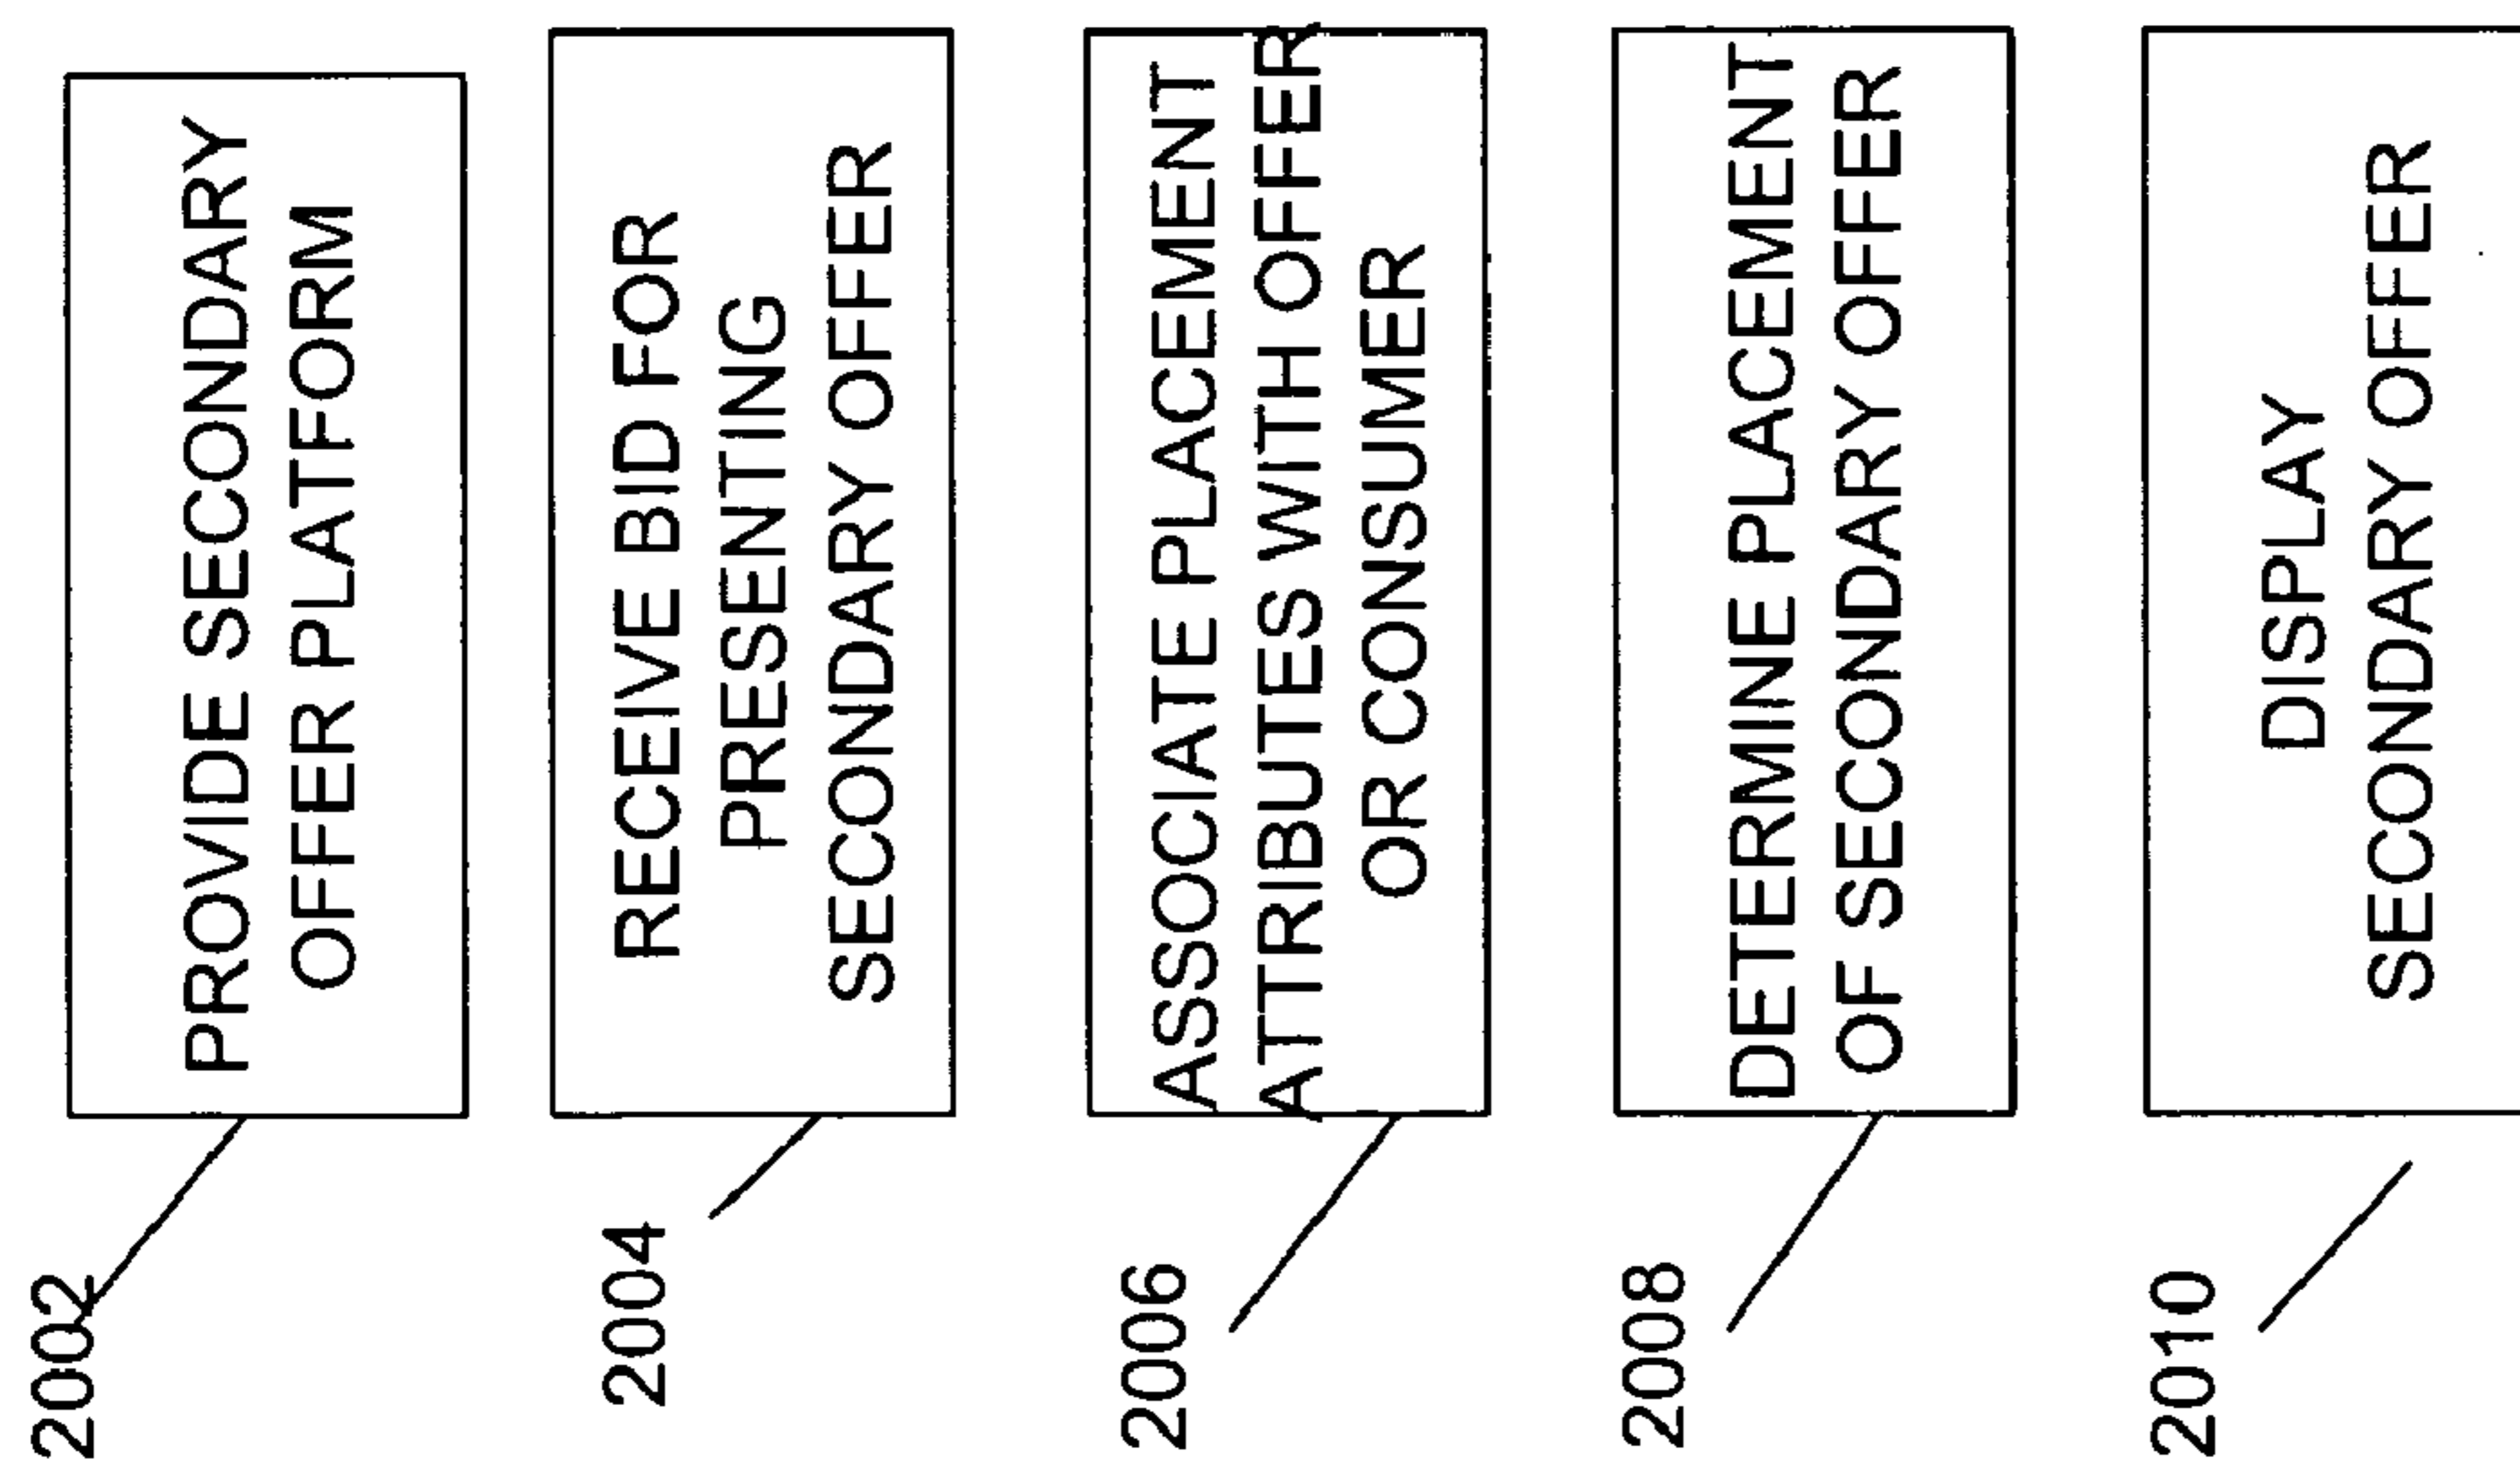 2002
PROVIDE SECONDARY
OFFER PLATFORM
2004
RECEIVE BID FOR
PRESENTING
SECONDARY OFFER
2006
ASSOCIATE PLACEMENT
ATTRIBUTES WITH OFFER
OR CONSUMER
2008
DETERMINE PLACEMENT
OF SECONDARY OFFER
2010
DISPLAY
SECONDARY OFFER